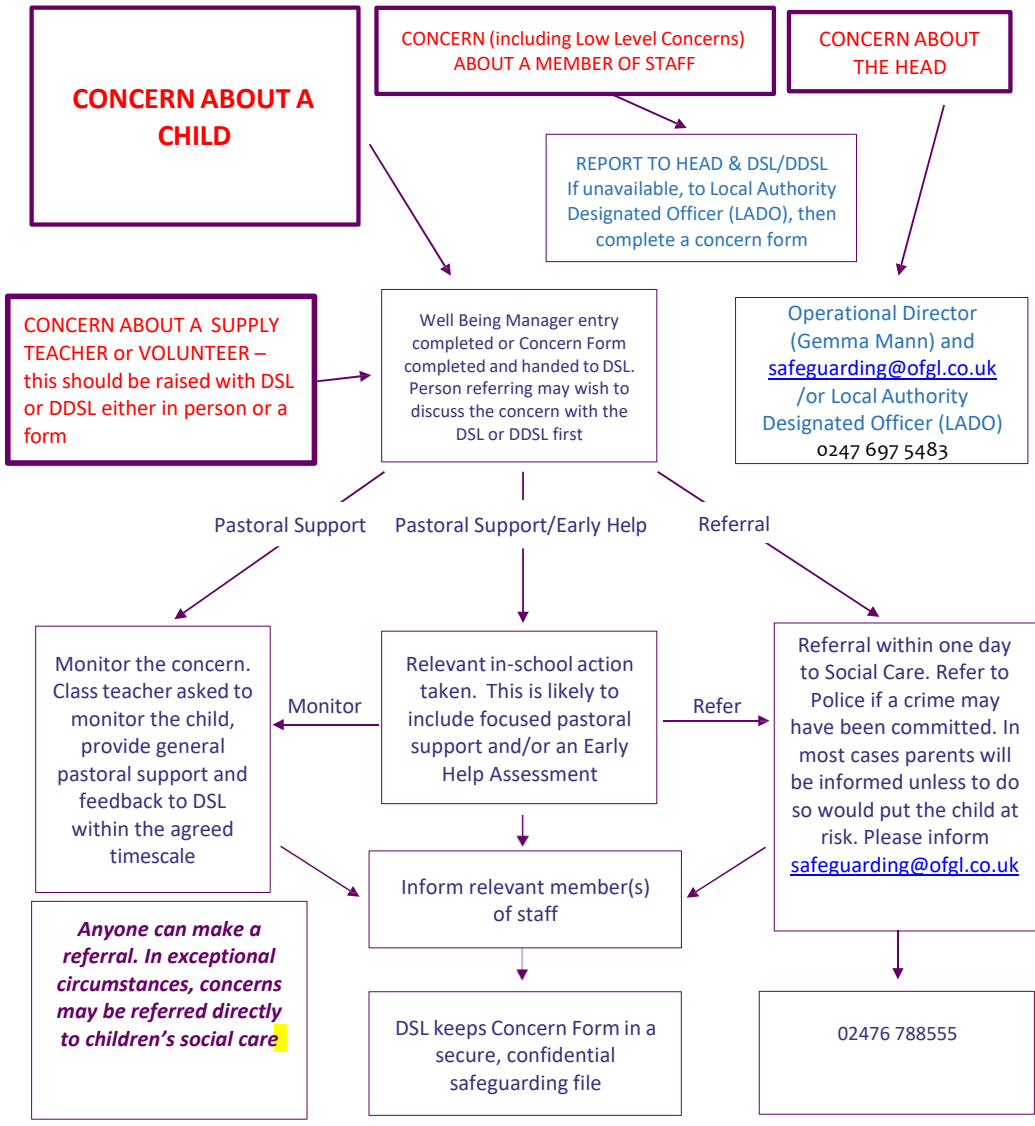 CONCERN ABOUT A
CHILD
CONCERN (including Low Level Concerns)
ABOUT A MEMBER OF STAFF
CONCERN ABOUT
THE HEAD
REPORT TO HEAD & DSL/DDSL
If unavailable, to Local Authority
Designated Officer (LADO), then
complete a concern form
CONCERN ABOUT A SUPPLY
TEACHER or VOLUNTEER –
this should be raised with DSL
or DDSL either in person or a
form
Well Being Manager entry
completed or Concern Form
completed and handed to DSL.
Person referring may wish to
discuss the concern with the
DSL or DDSL first
Operational Director
(Gemma Mann) and
safeguarding@ofgl.co.uk
/or Local Authority
Designated Officer (LADO)
0247 697 5483
Pastoral Support
Pastoral Support/Early Help
Referral
Monitor the concern.
Class teacher asked to
monitor the child,
provide general
pastoral support and
feedback to DSL
within the agreed
timescale
Monitor
Relevant in-school action
taken. This is likely to
include focused pastoral
support and/or an Early
Help Assessment
Refer
Referral within one day
to Social Care. Refer to
Police if a crime may
have been committed. In
most cases parents will
be informed unless to do
so would put the child at
risk. Please inform
safeguarding@ofgl.co.uk
Inform relevant member(s)
of staff
Anyone can make a
referral. In exceptional
circumstances, concerns
may be referred directly
to children's social care
DSL keeps Concern Form in a
secure, confidential
safeguarding file
02476 788555